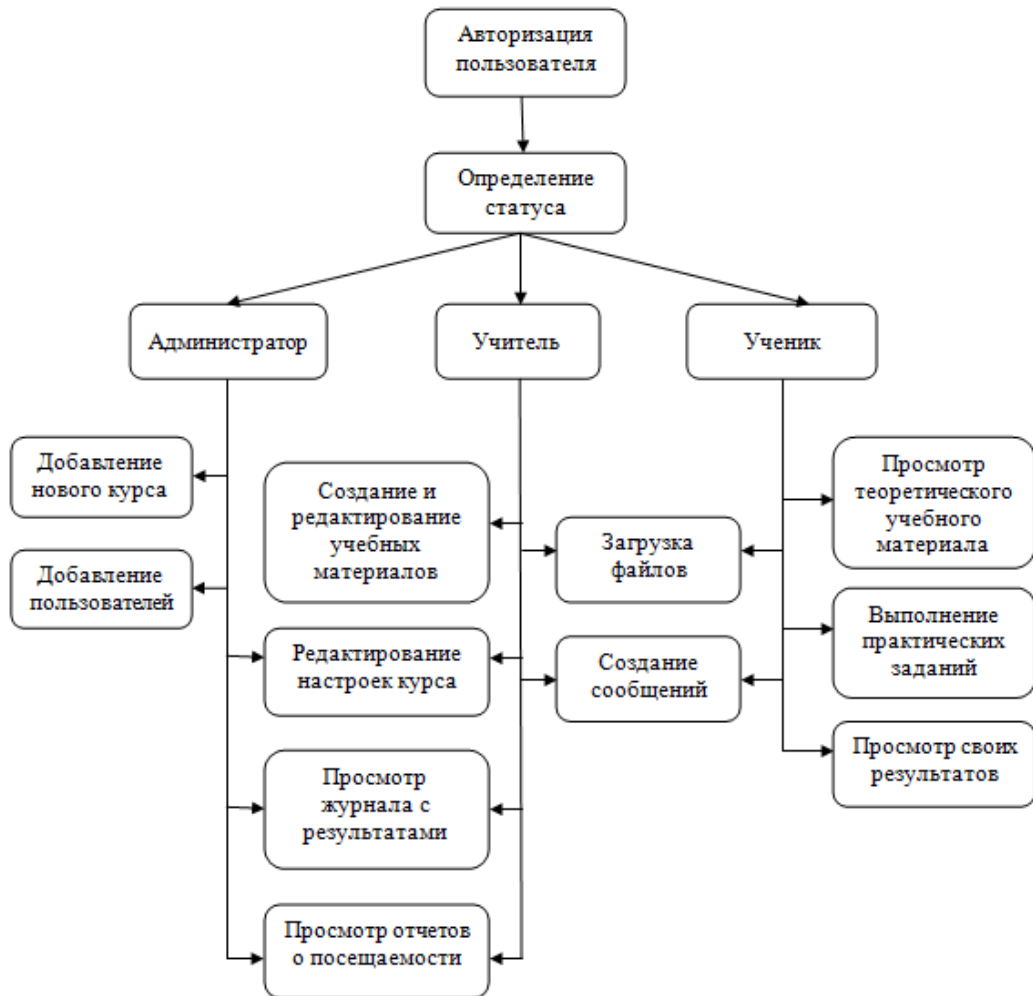 Авторизация
пользователя
Определение
статуса
Администратор
Учитель
Ученик
Добавление
нового курса
Добавление
пользователей
Создание и
редактирование
учебных
материалов
Редактирование
настроек курса
Просмотр
журнала с
результатами
Просмотр отчетов
о посещаемости
Загрузка
файлов
Создание
сообщений
Просмотр
теоретического
учебного
материала
Выполнение
практических
заданий
Просмотр своих
результатов